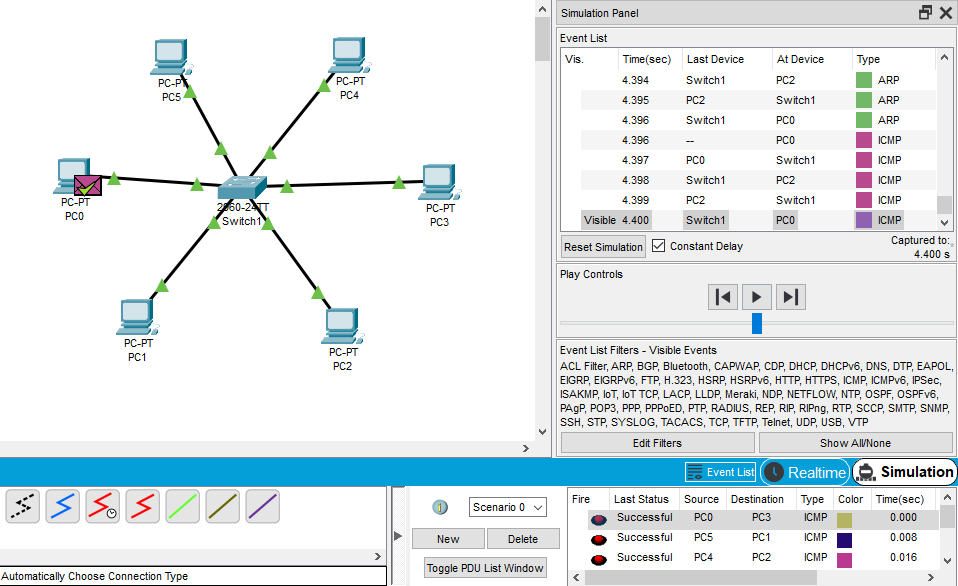 Simulation Panel
Event List
Vis. Time(sec) Last Device At Device Type
4.394 Switch1 PC2 ARP
4.395 PC2 Switch1 ARP
4.396 Switch1 PC0 ARP
4.396 -- PC0 ICMP
4.397 PC0 Switch1 ICMP
4.398 Switch1 PC2 ICMP
4.399 PC2 Switch1 ICMP
Visible 4.400 Switch1 PC0 ICMP
Reset Simulation Constant Delay
Captured to:
4.400 s
Play Controls
Event List Filters - Visible Events
ACL Filter, ARP, BGP, Bluetooth, CAPWAP, CDP, DHCP, DHCPv6, DNS, DTP, EAPOL,
EIGRP, EIGRPv6, FTP, H.323, HSRP, HSRPv6, HTTP, HTTPS, ICMP, ICMPv6, IPSec,
ISAKMP, IoT, IoT TCP, LACP, LLDP, Meraki, NDP, NETFLOW, NTP, OSPF, OSPFv6,
PAgP, POP3, PPP, PPPoED, PTP, RADIUS, REP, RIP, RIPng, RTP, SCCP, SMTP, SNMP,
SSH, STP, SYSLOG, TACACS, TCP, TFTP, Telnet, UDP, USB, VTP
Edit Filters Show All/None
PC-PT
PC5
PC-PT
PC4
PC-PT
PC0
2960-24TT
Switch1
PC-PT
PC3
PC-PT
PC1
PC-PT
PC2
Event List Realtime Simulation
Automatically Choose Connection Type
Scenario 0
New Delete
Toggle PDU List Window
Fire Last Status Source Destination Type Color Time(sec)
Successful PC0 PC3 ICMP 0.000
Successful PC5 PC1 ICMP 0.008
Successful PC4 PC2 ICMP 0.016